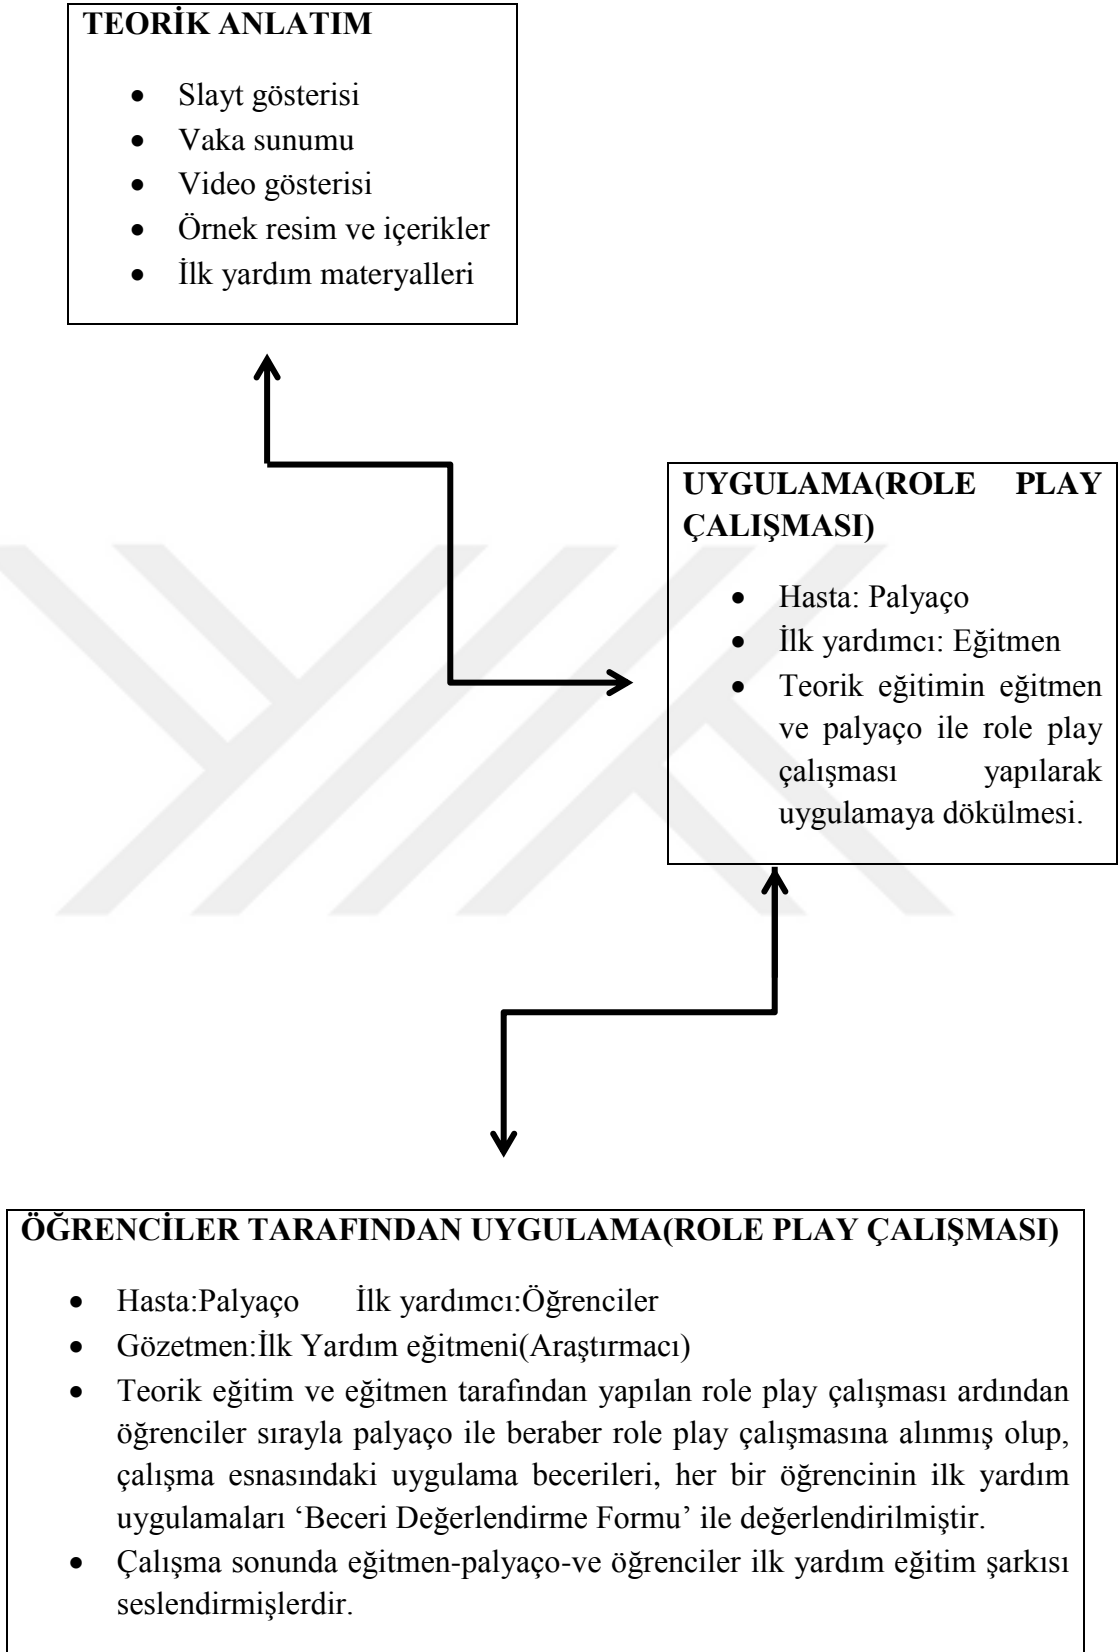 TEORİK ANLATIM
• Slayt gösterisi
• Vaka sunumu
• Video gösterisi
• Örnek resim ve içerikler
• İlk yardım materyalleri
UYGULAMA(ROLE PLAY
ÇALIŞMASI)
• Hasta: Palyaço
• İlk yardımcı: Eğitmen
• Teorik eğitimin eğitmen
ve palyaço ile role play
çalışması yapılarak
uygulamaya dökülmesi.
ÖĞRENCİLER TARAFINDAN UYGULAMA(ROLE PLAY ÇALIŞMASI)
• Hasta:Palyaço İlk yardımcı:Öğrenciler
• Gözetmen:İlk Yardım eğitmeni(Araştırmacı)
• Teorik eğitim ve eğitmen tarafından yapılan role play çalışması ardından
öğrenciler sırayla palyaço ile beraber role play çalışmasına alınmış olup,
çalışma esnasındaki uygulama becerileri, her bir öğrencinin ilk yardım
uygulamaları ‘Beceri Değerlendirme Formu’ ile değerlendirilmiştir.
• Çalışma sonunda eğitmen-palyaço-ve öğrenciler ilk yardım eğitim şarkısı
seslendirmişlerdir.